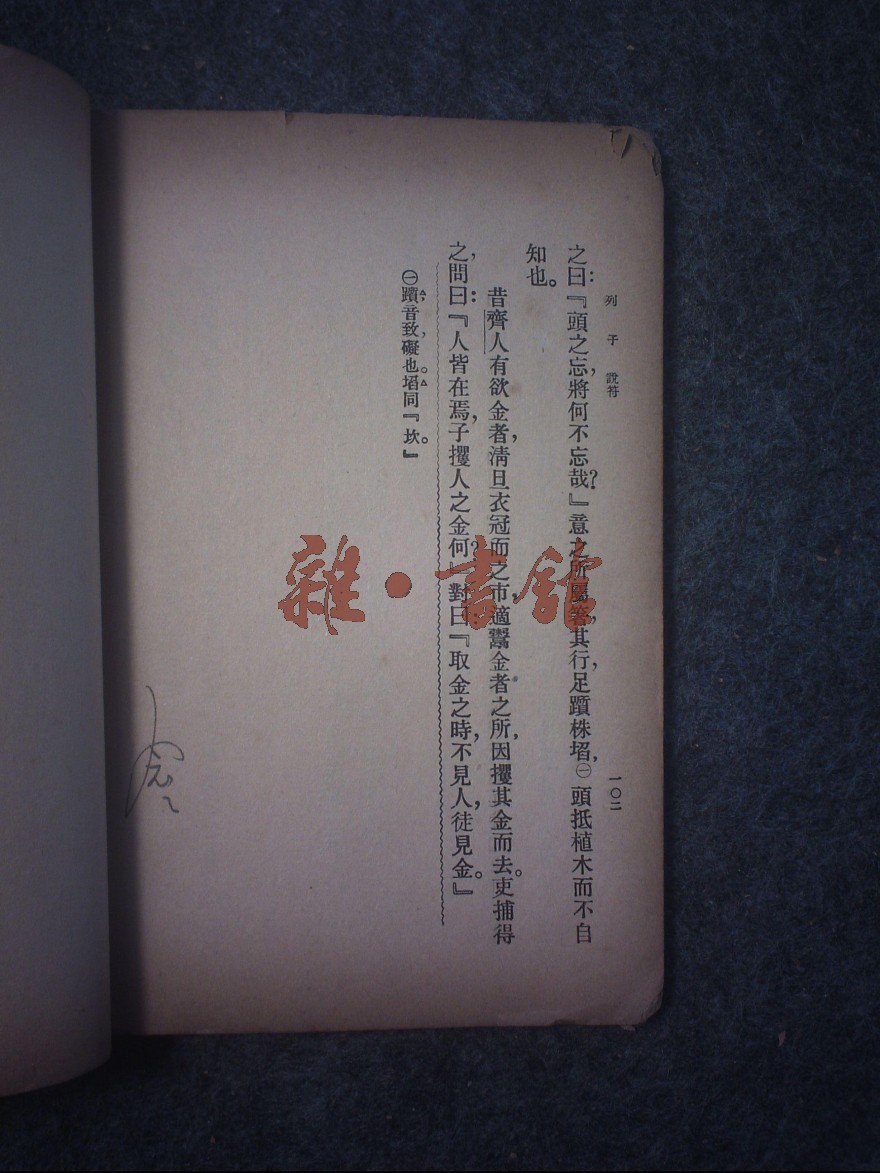 列子 說符
一〇二
之曰：『頭之忘，將何不忘哉？』意之所屬箸，其行足躓株埳，㊀頭抵植木而不自
知也。
昔齊人有欲金者，淸旦衣冠而之市，適鬻金者之所，因攫其金而去。吏捕得
之，問曰：『人皆在焉，子攫人之金何？』對曰：『取金之時，不見人，徒見金。』
㊀躓，音致，礙也。埳同『坎。』
雜·書館